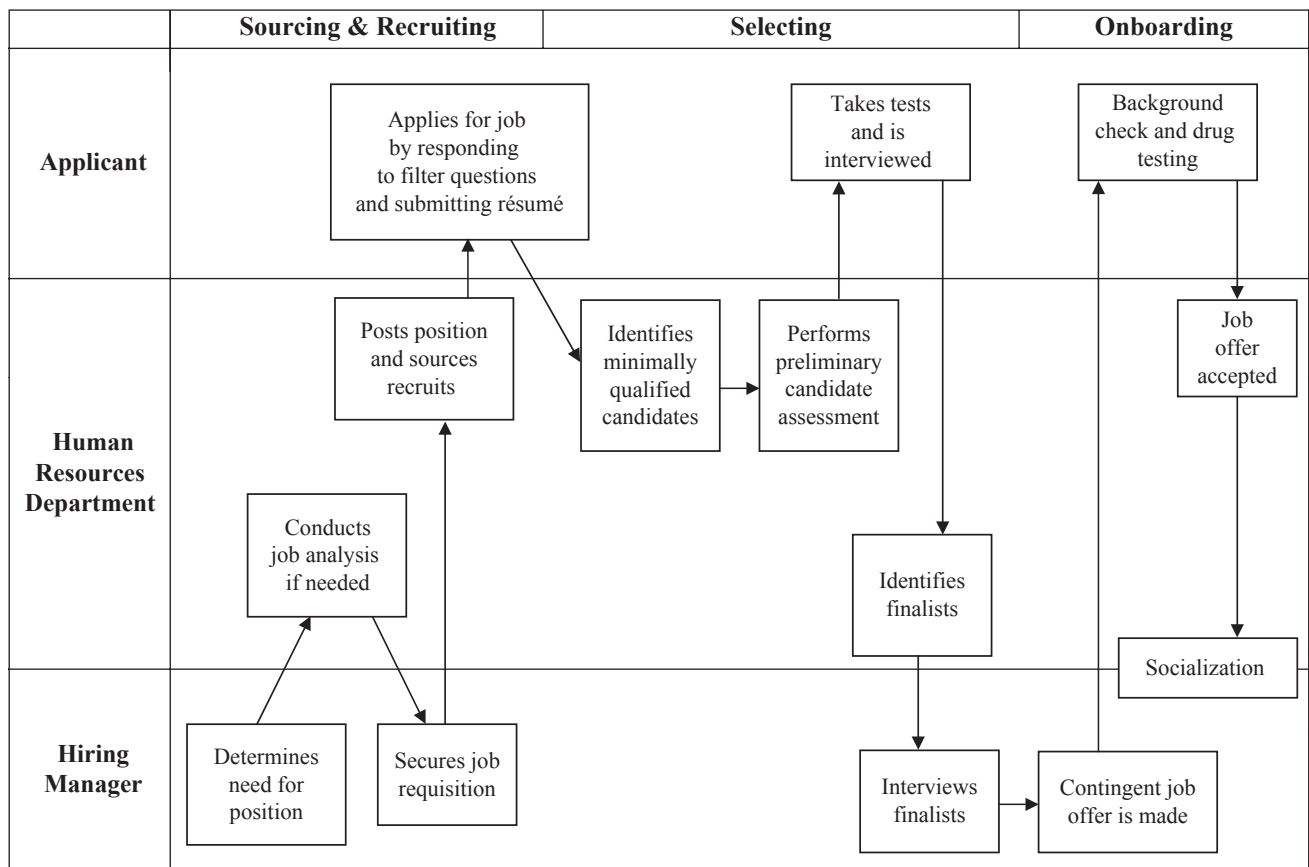 Sourcing & Recruiting
Selecting
Onboarding
Applicant
Applies for job
by responding
to filter questions
and submitting résumé
Takes tests
and is
interviewed
Background
check and drug
testing
Human
Resources
Department
Posts position
and sources
recruits
Identifies
minimally
qualified
candidates
Performs
preliminary
candidate
assessment
Job
offer
accepted
Conducts
job analysis
if needed
Identifies
finalists
Socialization
Hiring
Manager
Determines
need for
position
Secures job
requisition
Interviews
finalists
Contingent job
offer is made